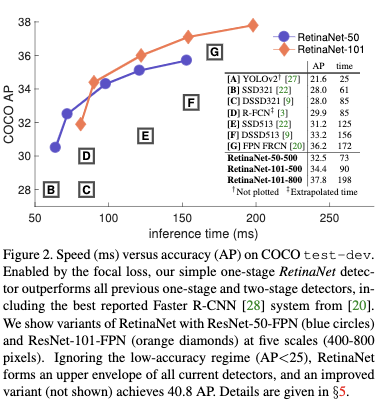 38
36
34
32
30
28
COCO AP
50
100
150
200
250
inference time (ms)
RetinaNet-50
RetinaNet-101
B
C
D
E
F
G
AP time
[A] YOLOv2† [27] 21.6 25
[B] SSD321 [22] 28.0 61
[C] DSSD321 [9] 28.0 85
[D] R-FCN‡ [3] 29.9 85
[E] SSD513 [22] 31.2 125
[F] DSSD513 [9] 33.2 156
[G] FPN FRCN [20] 36.2 172
RetinaNet-50-500 32.5 73
RetinaNet-101-500 34.4 90
RetinaNet-101-800 37.8 198
†Not plotted ‡Extrapolated time
Figure 2. Speed (ms) versus accuracy (AP) on COCO test-dev.
Enabled by the focal loss, our simple one-stage RetinaNet detec-
tor outperforms all previous one-stage and two-stage detectors, in-
cluding the best reported Faster R-CNN [28] system from [20].
We show variants of RetinaNet with ResNet-50-FPN (blue circles)
and ResNet-101-FPN (orange diamonds) at five scales (400-800
pixels). Ignoring the low-accuracy regime (AP<25), RetinaNet
forms an upper envelope of all current detectors, and an improved
variant (not shown) achieves 40.8 AP. Details are given in §5.